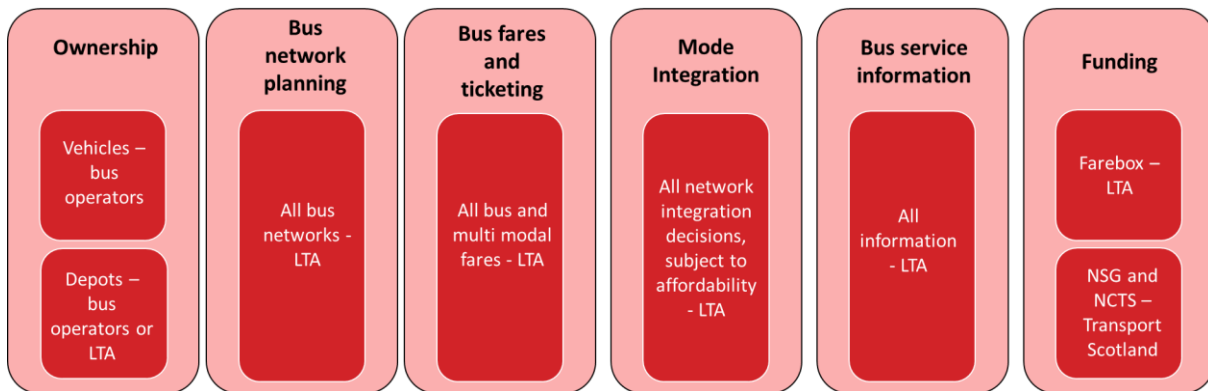 Ownership
Vehicles –
bus
operators
Depots –
bus
operators or
LTA
Bus
network
planning
All bus
networks -
LTA
Bus fares
and
ticketing
All bus and
multi modal
fares - LTA
Mode
Integration
All network
integration
decisions,
subject to
affordability
- LTA
Bus service
information
All
information
- LTA
Funding
Farebox –
LTA
NSG and
NCTS –
Transport
Scotland